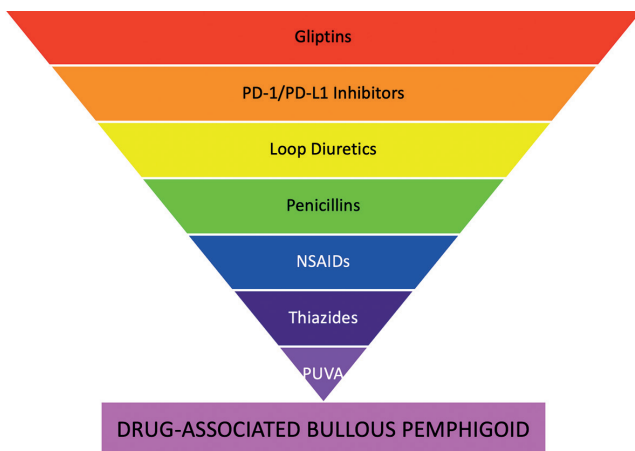 Gliptins
PD-1/PD-L1 Inhibitors
Loop Diuretics
Penicillins
NSAIDs
Thiazides
PUVA
DRUG-ASSOCIATED BULLOUS PEMPHIGOID